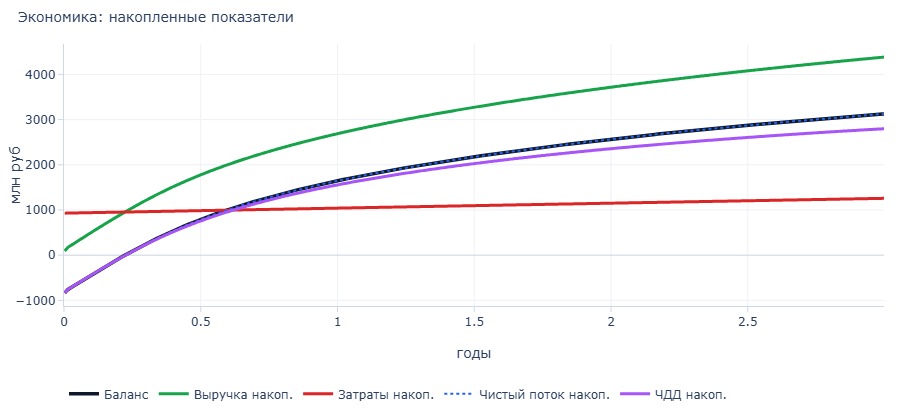 Экономика: накопленные показатели
млн руб
4000
3000
2000
1000
0
−1000
0 0.5 1 1.5 2 2.5
годы
Баланс Выручка накоп. Затраты накоп. Чистый поток накоп. ЧДД накоп.